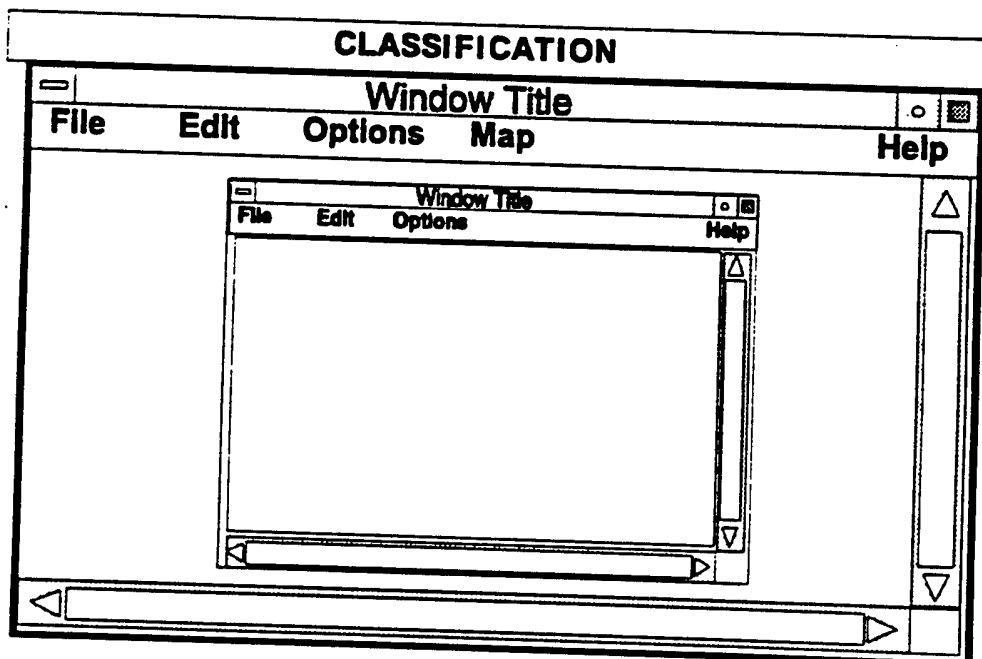 CLASSIFICATION
Window Title
File Edit Options Map Help
Window Title
File Edit Options Help